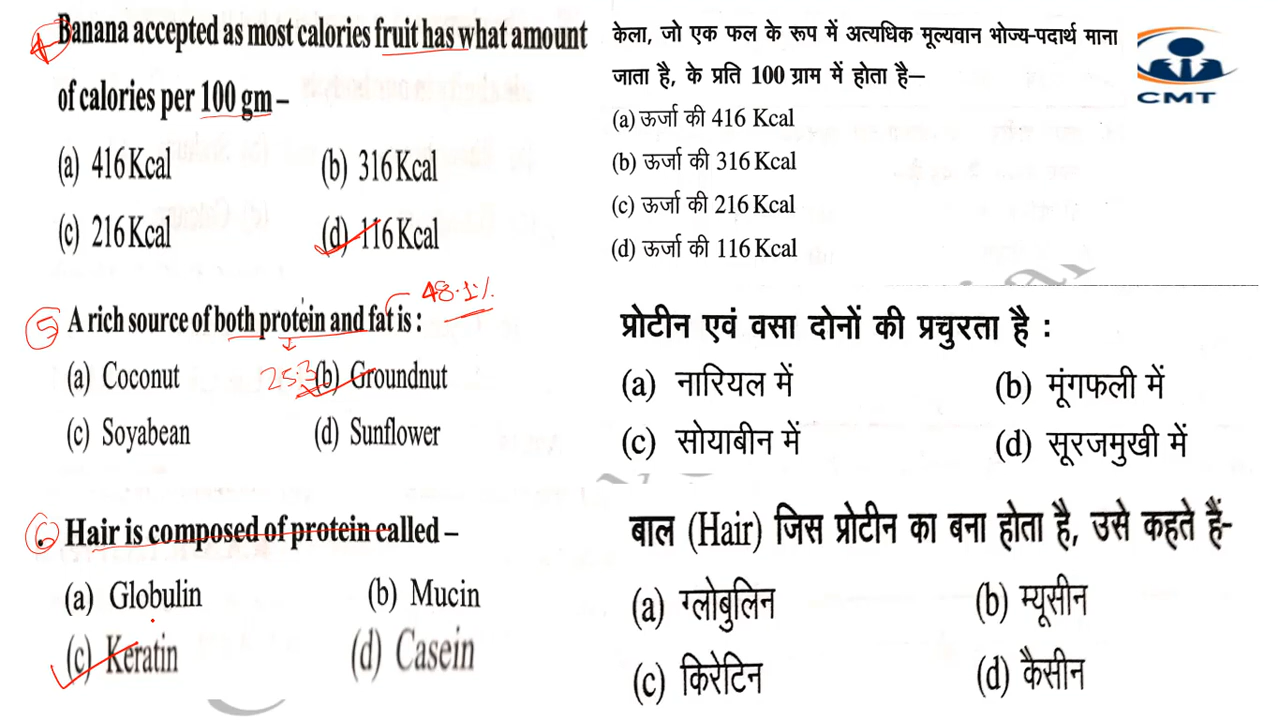 4
Banana accepted as most calories fruit has what amount
of calories per 100 gm –
(a) 416 Kcal
(b) 316 Kcal
(c) 216 Kcal
(d) 116 Kcal
केला, जो एक फल के रूप में अत्यधिक मूल्यवान भोज्य-पदार्थ माना
जाता है, के प्रति 100 ग्राम में होता है–
(a) ऊर्जा की 416 Kcal
(b) ऊर्जा की 316 Kcal
(c) ऊर्जा की 216 Kcal
(d) ऊर्जा की 116 Kcal
CMT
48.1%
5
A rich source of both protein and fat is :
25.3
(a) Coconut
(b) Groundnut
(c) Soyabean
(d) Sunflower
प्रोटीन एवं वसा दोनों की प्रचुरता है :
(a) नारियल में
(b) मूंगफली में
(c) सोयाबीन में
(d) सूरजमुखी में
6
Hair is composed of protein called –
(a) Globulin
(b) Mucin
(c) Keratin
(d) Casein
बाल (Hair) जिस प्रोटीन का बना होता है, उसे कहते हैं-
(a) ग्लोबुलिन
(b) म्यूसीन
(c) किरेटिन
(d) कैसीन